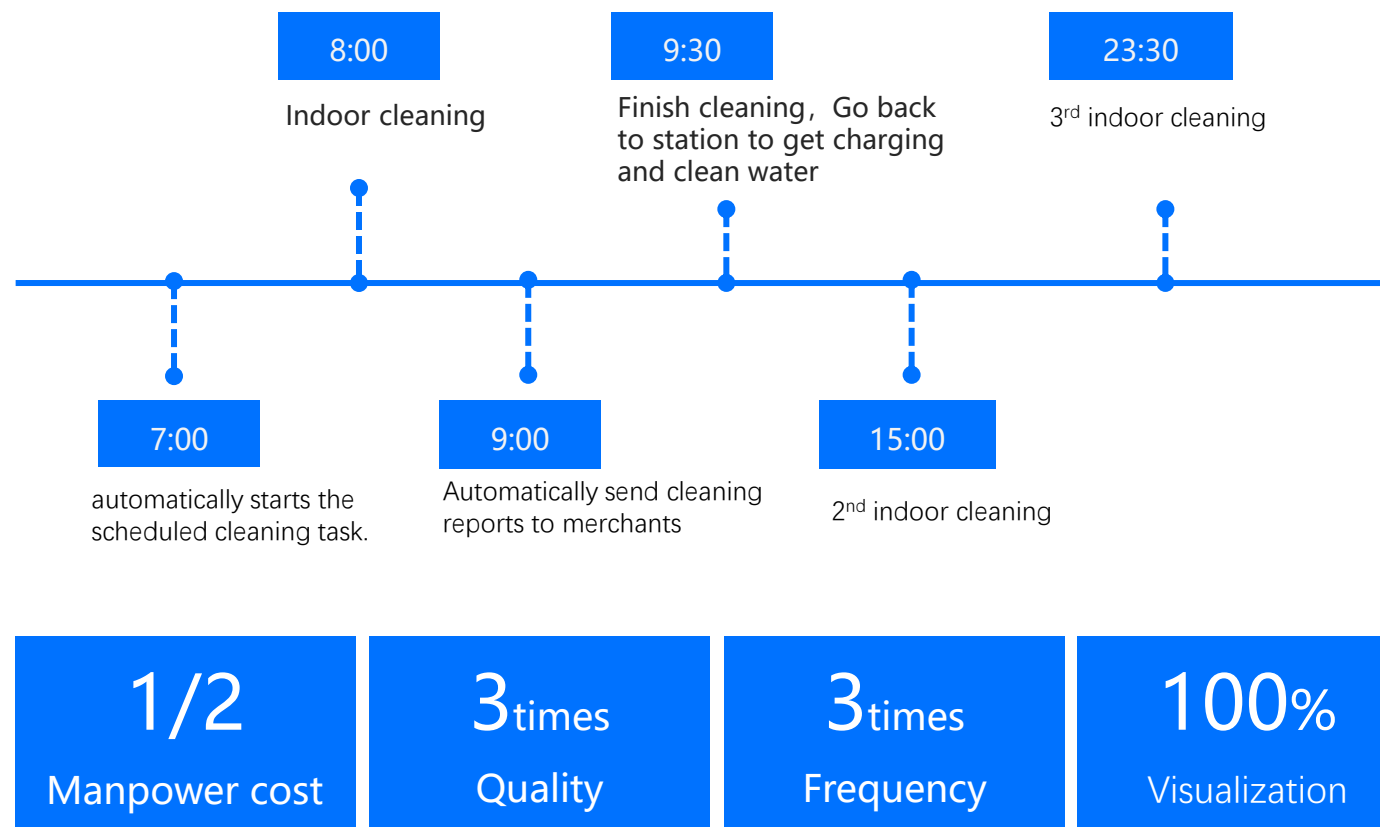 8:00
Indoor cleaning
9:30
Finish cleaning，Go back
to station to get charging
and clean water
23:30
3rd indoor cleaning
7:00
automatically starts the
scheduled cleaning task.
9:00
Automatically send cleaning
reports to merchants
15:00
2nd indoor cleaning
1/2
Manpower cost
3times
Quality
3times
Frequency
100%
Visualization